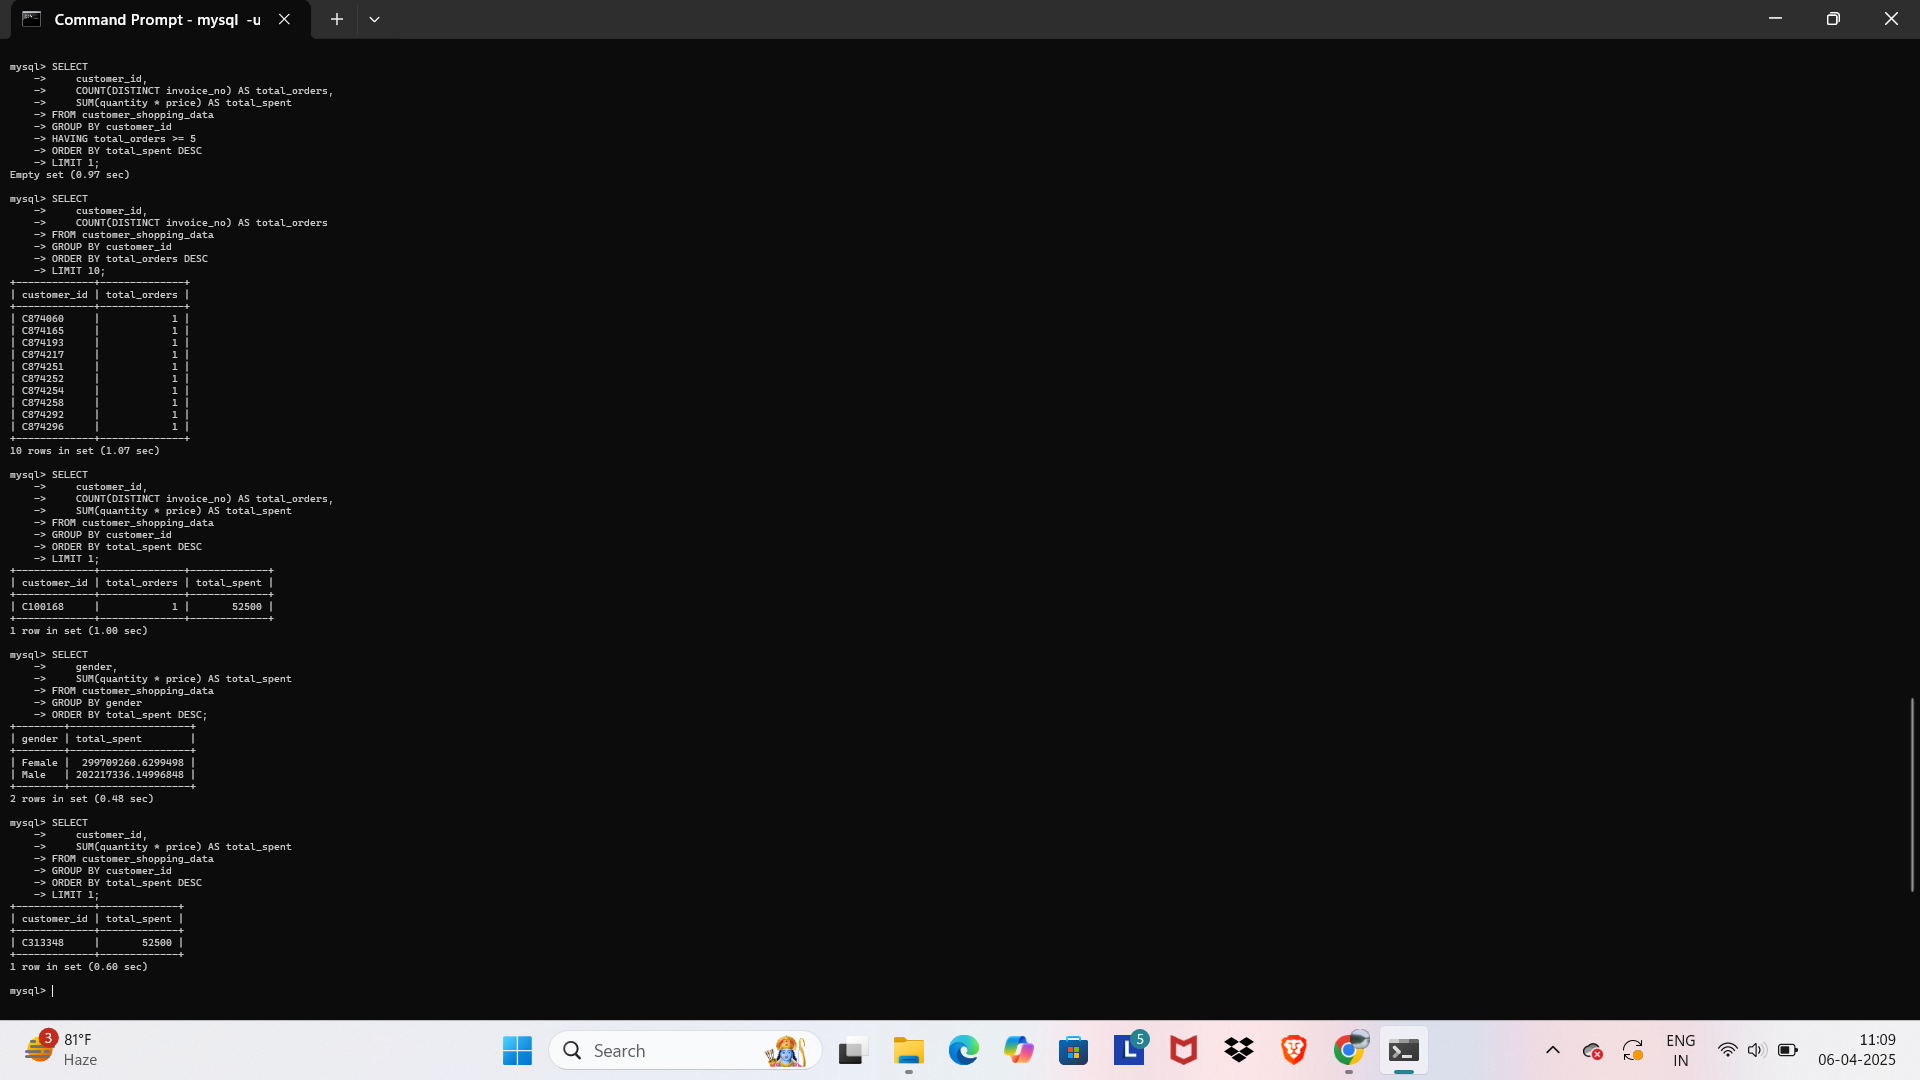 Command Prompt - mysql  -u
mysql> SELECT
    ->     customer_id,
    ->     COUNT(DISTINCT invoice_no) AS total_orders,
    ->     SUM(quantity * price) AS total_spent
    -> FROM customer_shopping_data
    -> GROUP BY customer_id
    -> HAVING total_orders >= 5
    -> ORDER BY total_spent DESC
    -> LIMIT 1;
Empty set (0.97 sec)
mysql> SELECT
    ->     customer_id,
    ->     COUNT(DISTINCT invoice_no) AS total_orders
    -> FROM customer_shopping_data
    -> GROUP BY customer_id
    -> ORDER BY total_orders DESC
    -> LIMIT 10;
+-------------+--------------+
| customer_id | total_orders |
+-------------+--------------+
| C874060     |            1 |
| C874165     |            1 |
| C874193     |            1 |
| C874217     |            1 |
| C874251     |            1 |
| C874252     |            1 |
| C874254     |            1 |
| C874258     |            1 |
| C874292     |            1 |
| C874296     |            1 |
+-------------+--------------+
10 rows in set (1.07 sec)
mysql> SELECT
    ->     customer_id,
    ->     COUNT(DISTINCT invoice_no) AS total_orders,
    ->     SUM(quantity * price) AS total_spent
    -> FROM customer_shopping_data
    -> GROUP BY customer_id
    -> ORDER BY total_spent DESC
    -> LIMIT 1;
+-------------+--------------+-------------+
| customer_id | total_orders | total_spent |
+-------------+--------------+-------------+
| C100168     |            1 |       52500 |
+-------------+--------------+-------------+
1 row in set (1.00 sec)
mysql> SELECT
    ->     gender,
    ->     SUM(quantity * price) AS total_spent
    -> FROM customer_shopping_data
    -> GROUP BY gender
    -> ORDER BY total_spent DESC;
+--------+--------------------+
| gender | total_spent        |
+--------+--------------------+
| Female |  299709260.6299498 |
| Male   | 202217336.14996848 |
+--------+--------------------+
2 rows in set (0.48 sec)
mysql> SELECT
    ->     customer_id,
    ->     SUM(quantity * price) AS total_spent
    -> FROM customer_shopping_data
    -> GROUP BY customer_id
    -> ORDER BY total_spent DESC
    -> LIMIT 1;
+-------------+-------------+
| customer_id | total_spent |
+-------------+-------------+
| C313348     |       52500 |
+-------------+-------------+
1 row in set (0.60 sec)
mysql>
3
81°F
Haze
Search
L
5
ENG
IN
11:09
06-04-2025